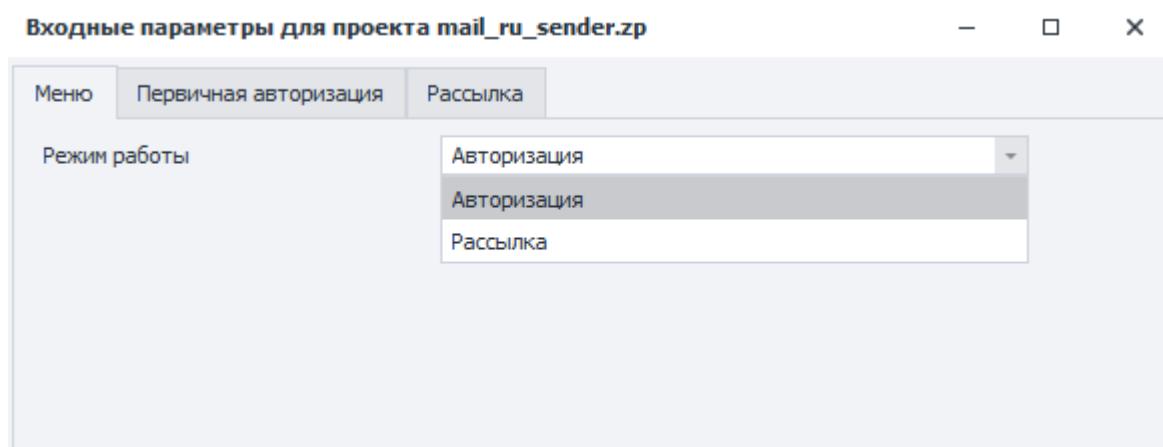 Входные параметры для проекта mail_ru_sender.zp
Меню Первичная авторизация Рассылка
Режим работы Авторизация
Авторизация
Рассылка